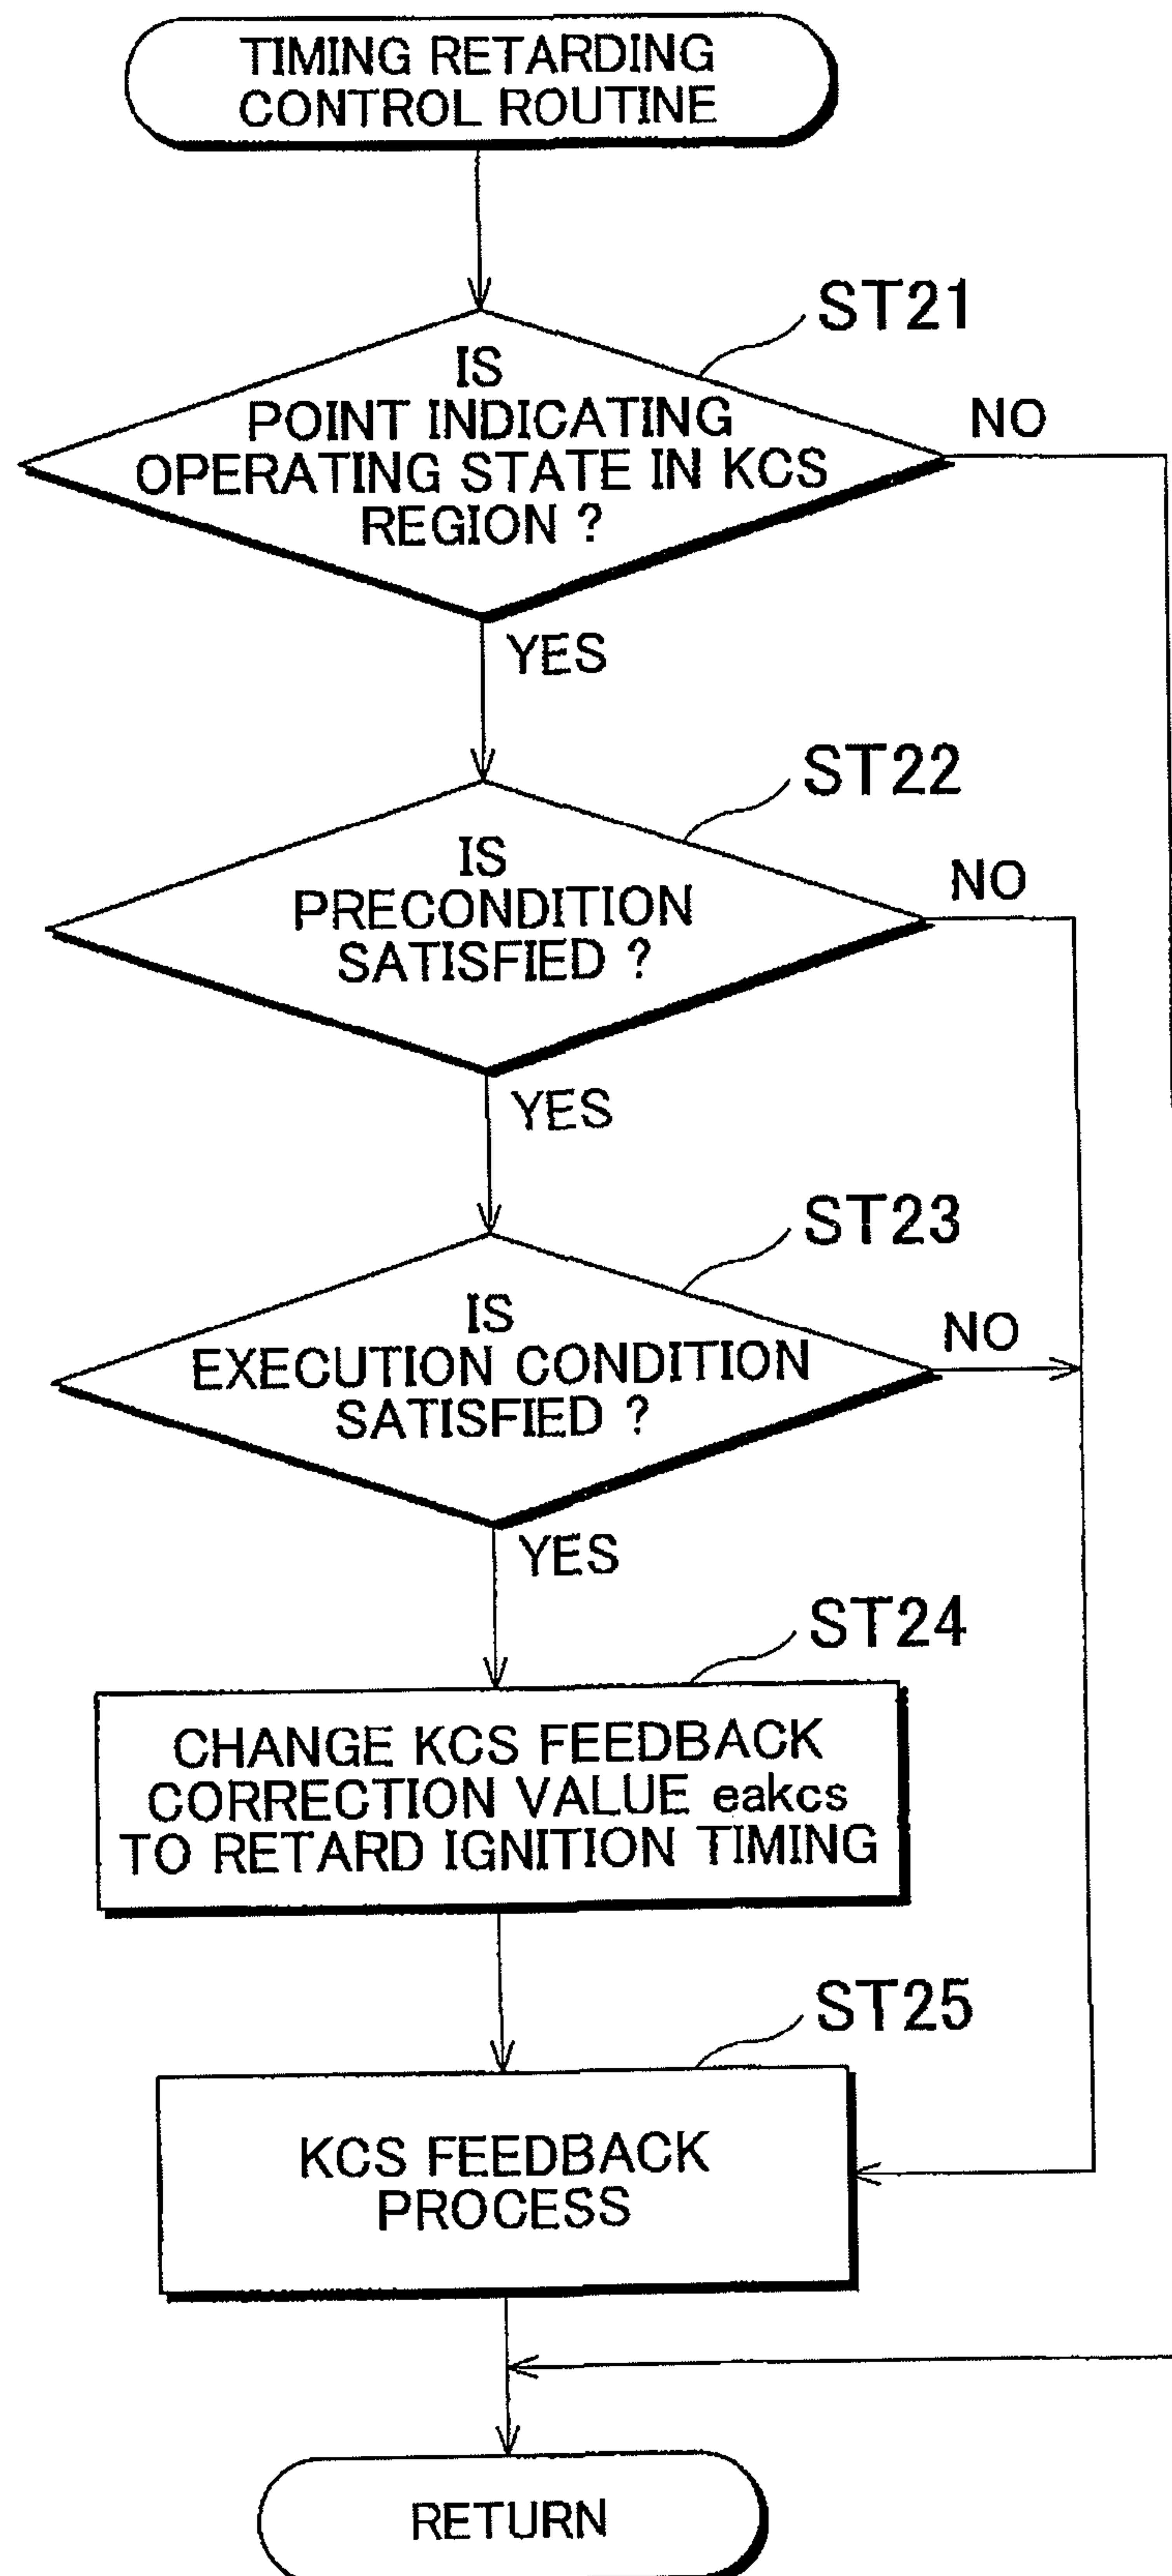 TIMING RETARDING
CONTROL ROUTINE
ST21
IS
POINT INDICATING
OPERATING STATE IN KCS
REGION ?
NO
YES
ST22
IS
PRECONDITION
SATISFIED ?
NO
YES
ST23
IS
EXECUTION CONDITION
SATISFIED ?
NO
YES
ST24
CHANGE KCS FEEDBACK
CORRECTION VALUE eakcs
TO RETARD IGNITION TIMING
ST25
KCS FEEDBACK
PROCESS
RETURN